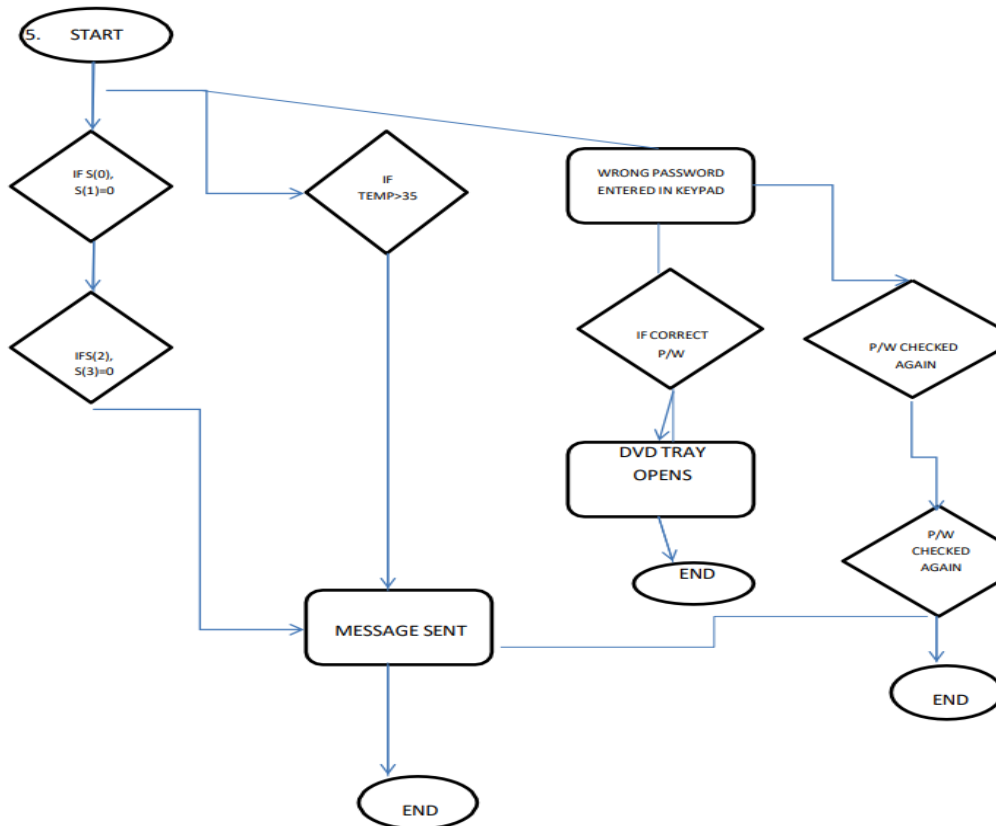 5. START
IF S(0),
S(1)=0
IF
TEMP>35
WRONG PASSWORD
ENTERED IN KEYPAD
IFS(2),
S(3)=0
IF CORRECT
P/W
P/W CHECKED
AGAIN
DVD TRAY
OPENS
P/W
CHECKED
AGAIN
END
MESSAGE SENT
END
END